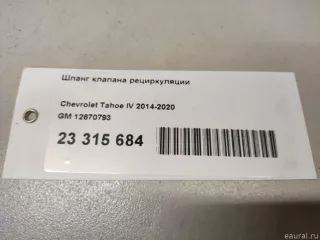 Шланг клапана рециркуляции
Chevrolet Tahoe IV 2014-2020
GM 12670793
23 315 684
eaural.ru